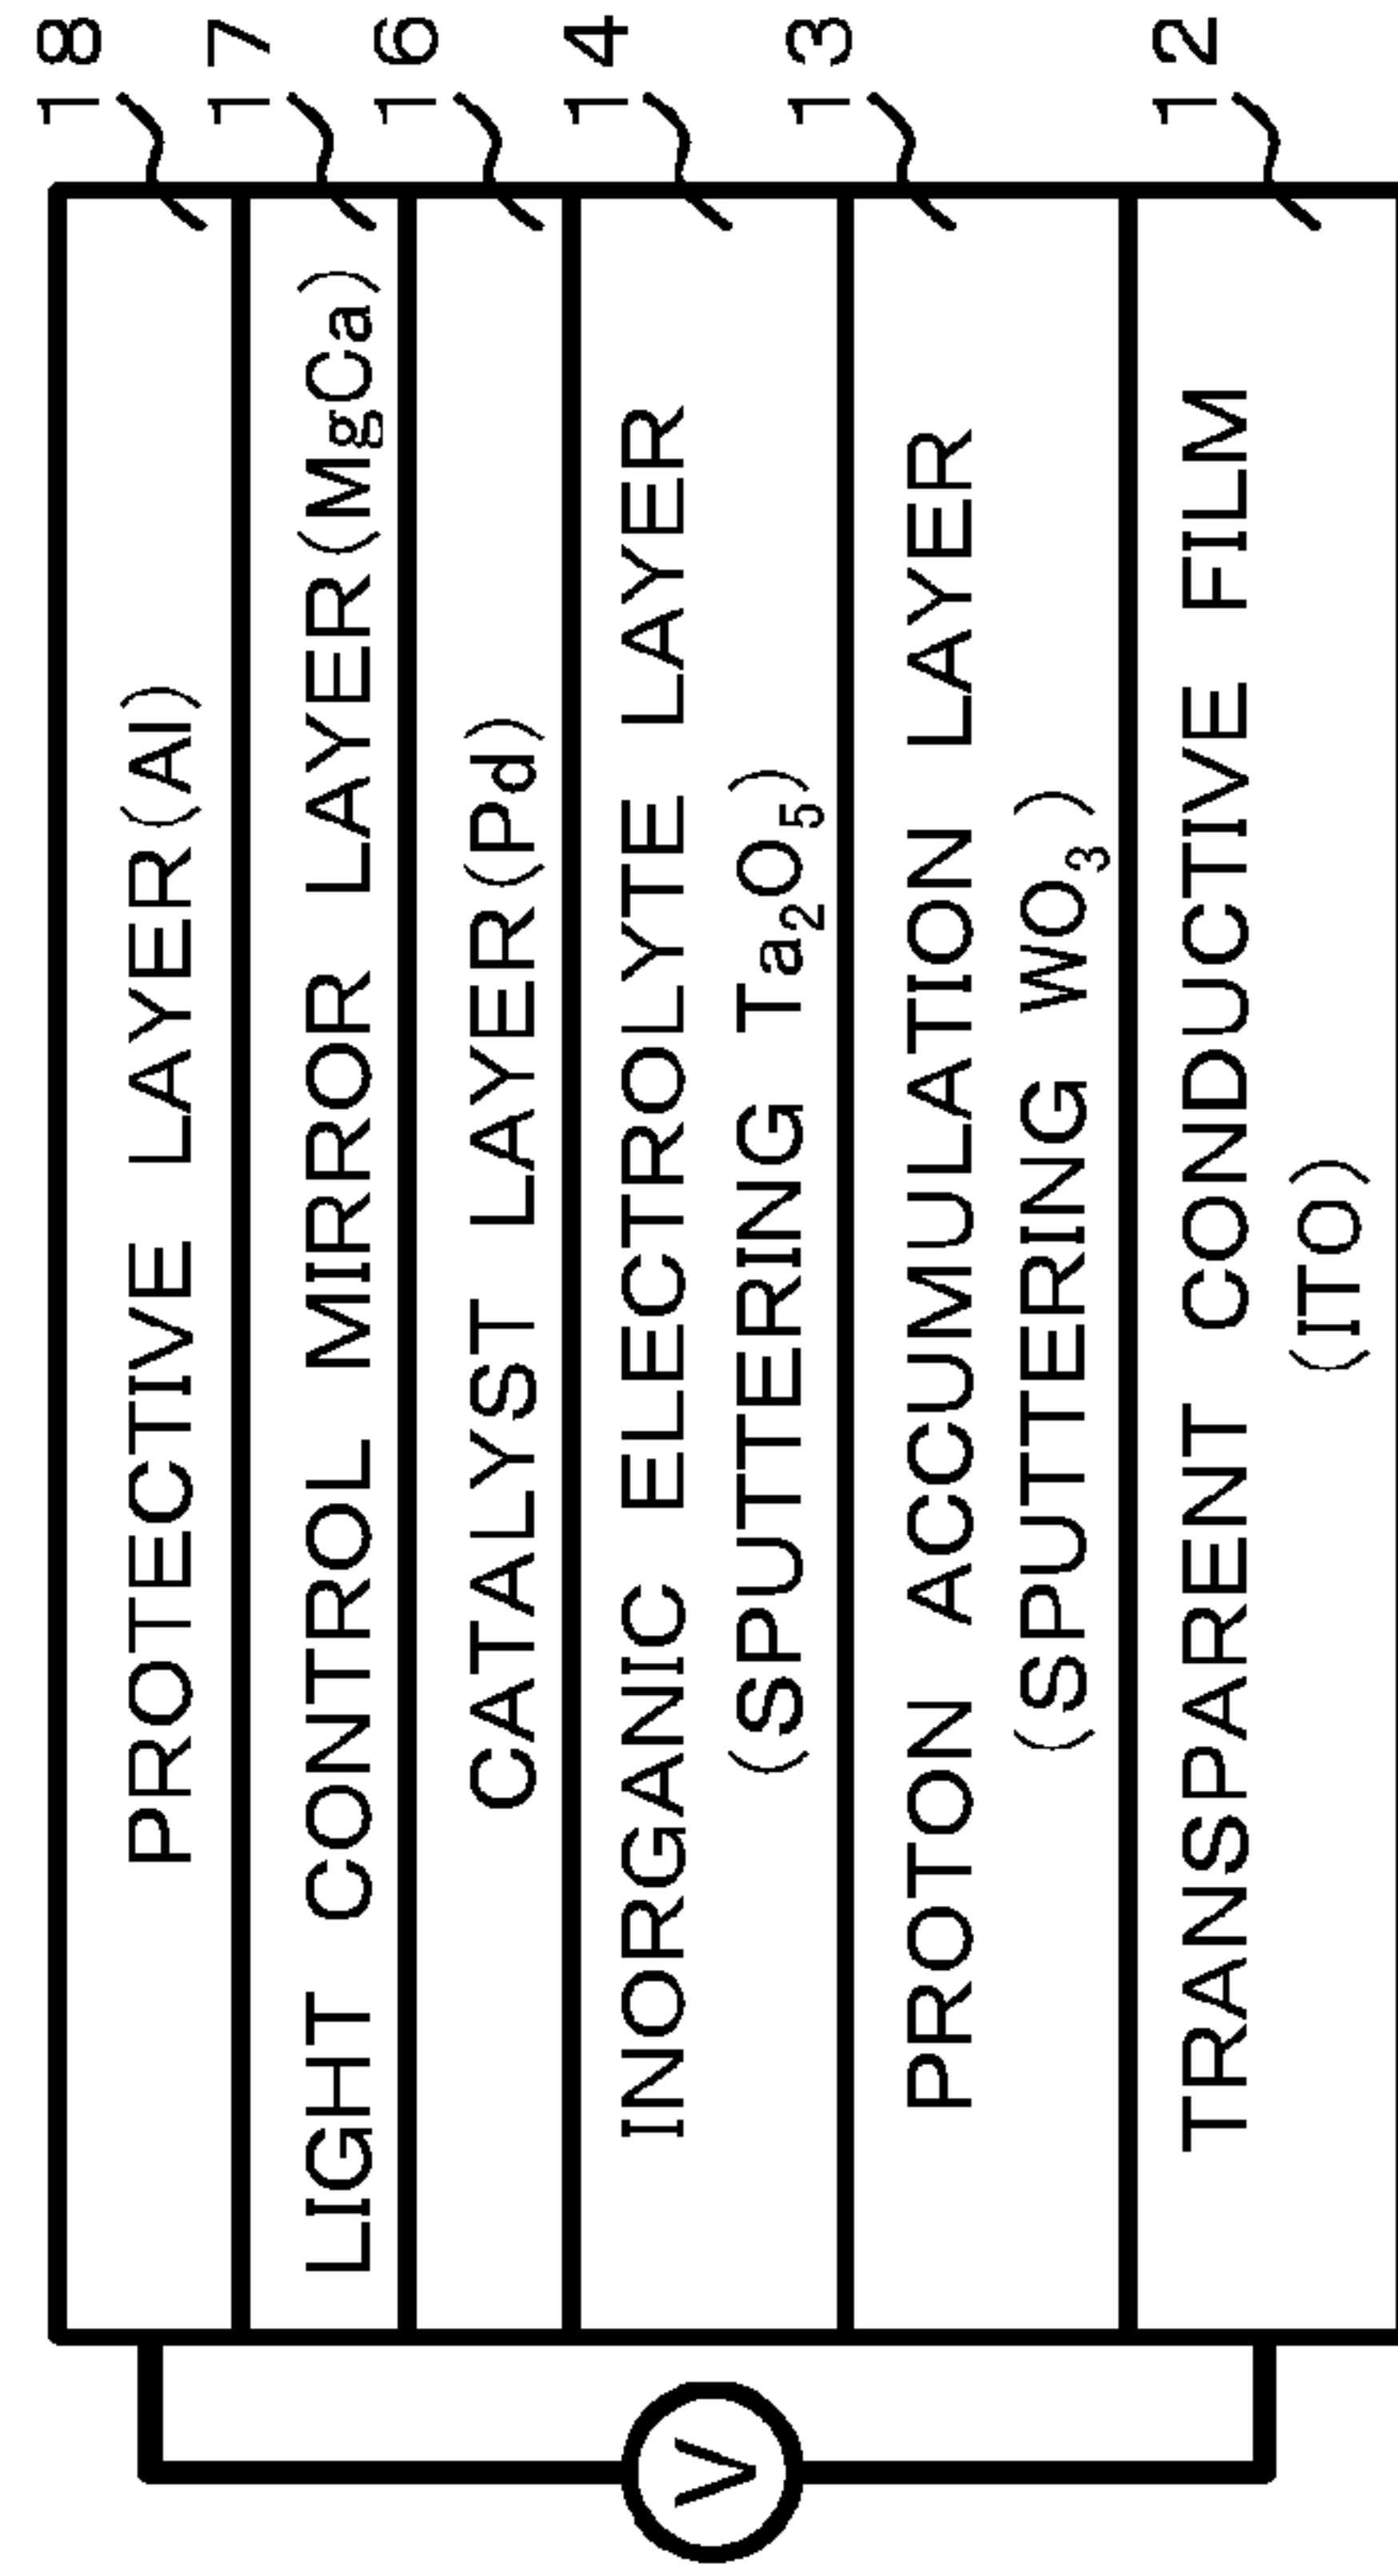 PROTECTIVE LAYER(Al) 18
LIGHT CONTROL MIRROR LAYER(MgCa) 17
CATALYST LAYER(Pd) 16
INORGANIC ELECTROLYTE LAYER 14
(SPUTTERING Ta₂O₅)
PROTON ACCUMULATION LAYER 13
(SPUTTERING WO₃)
TRANSPARENT CONDUCTIVE FILM 12
(ITO)
V